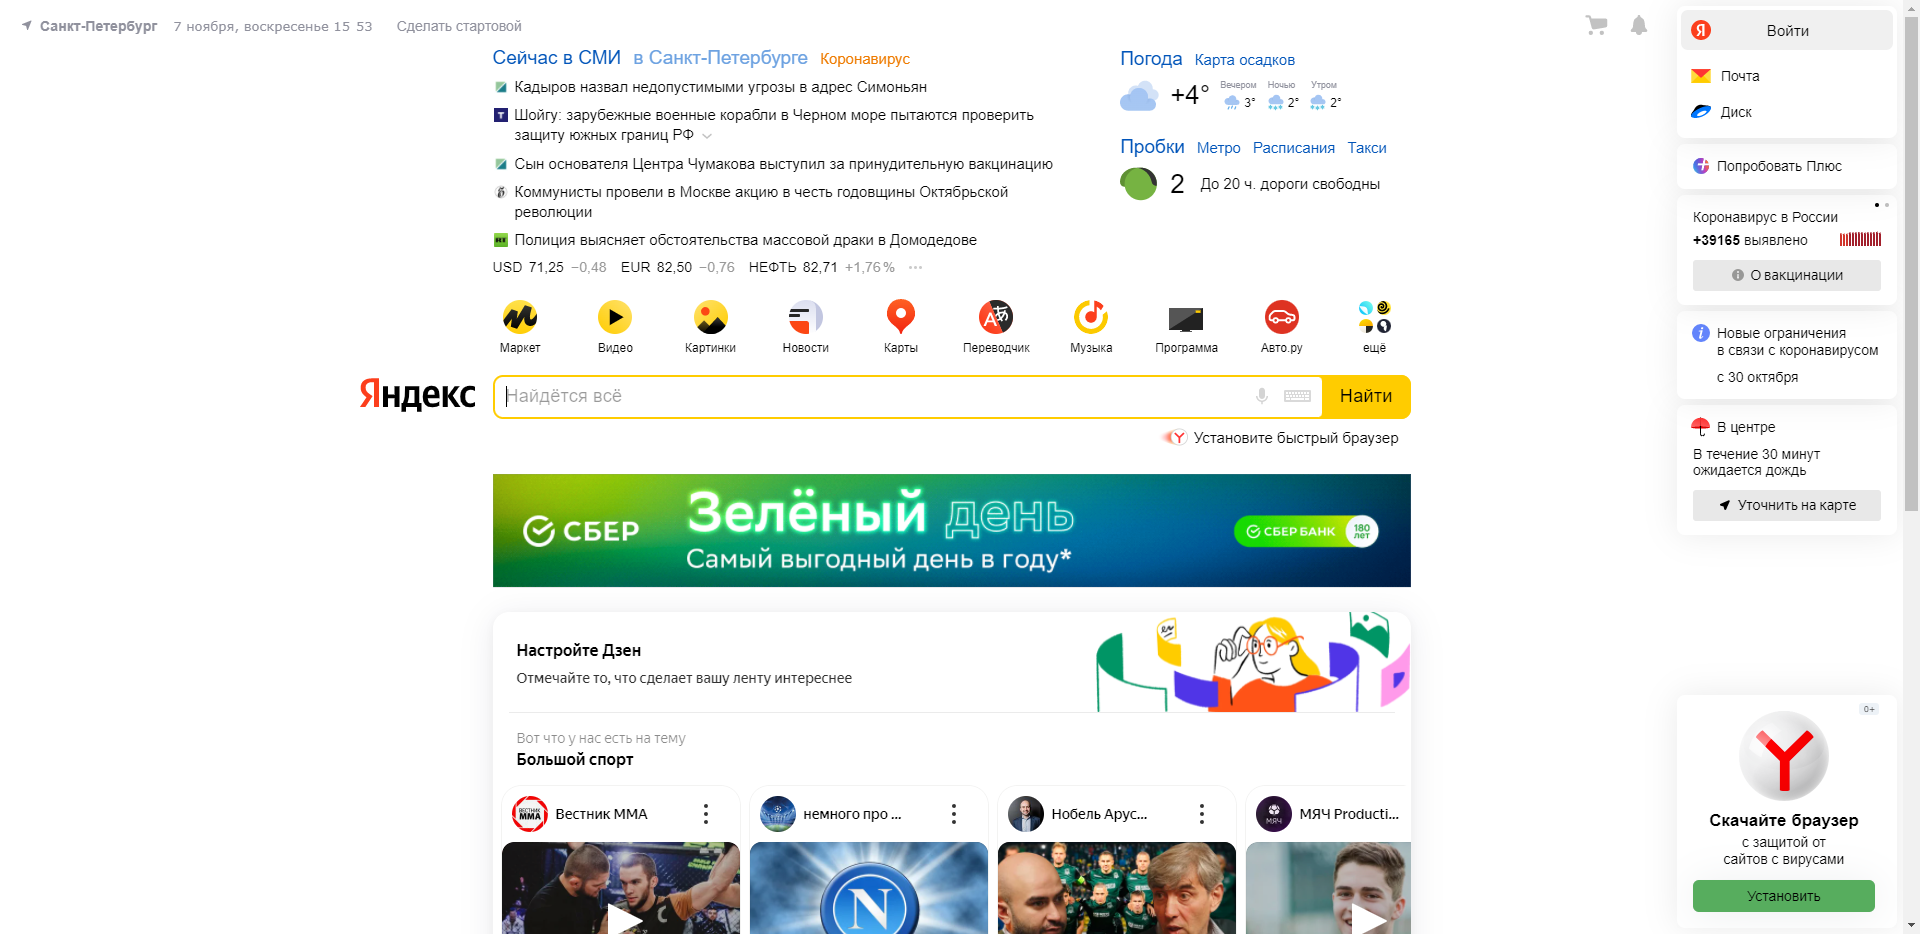 Санкт-Петербург 7 ноября, воскресенье 15 53 Сделать стартовой
Сейчас в СМИ в Санкт-Петербурге Коронавирус
Кадыров назвал недопустимыми угрозы в адрес Симоньян
Шойгу: зарубежные военные корабли в Черном море пытаются проверить
защиту южных границ РФ
Сын основателя Центра Чумакова выступил за принудительную вакцинацию
Коммунисты провели в Москве акцию в честь годовщины Октябрьской
революции
Полиция выясняет обстоятельства массовой драки в Домодедове
USD 71,25 −0,48 EUR 82,50 −0,76 НЕФТЬ 82,71 +1,76% ···
Погода Карта осадков
+4° Вечером 3° Ночью 2° Утром 2°
Пробки Метро Расписания Такси
2 До 20 ч. дороги свободны
Маркет Видео Картинки Новости Карты Переводчик Музыка Программа Авто.ру ещё
Яндекс Найдётся всё Найти
Установите быстрый браузер
СБЕР
Зелёный день
Самый выгодный день в году*
СБЕР БАНК 180 лет
Настройте Дзен
Отмечайте то, что сделает вашу ленту интереснее
Вот что у нас есть на тему
Большой спорт
ВЕСТНИК MMA Вестник ММА немного про ... Нобель Арус... МЯЧ МЯЧ Producti...
N
Я Войти
Почта
Диск
Попробовать Плюс
Коронавирус в России
+39165 выявлено
О вакцинации
Новые ограничения
в связи с коронавирусом
с 30 октября
В центре
В течение 30 минут
ожидается дождь
Уточнить на карте
0+
Скачайте браузер
с защитой от
сайтов с вирусами
Установить